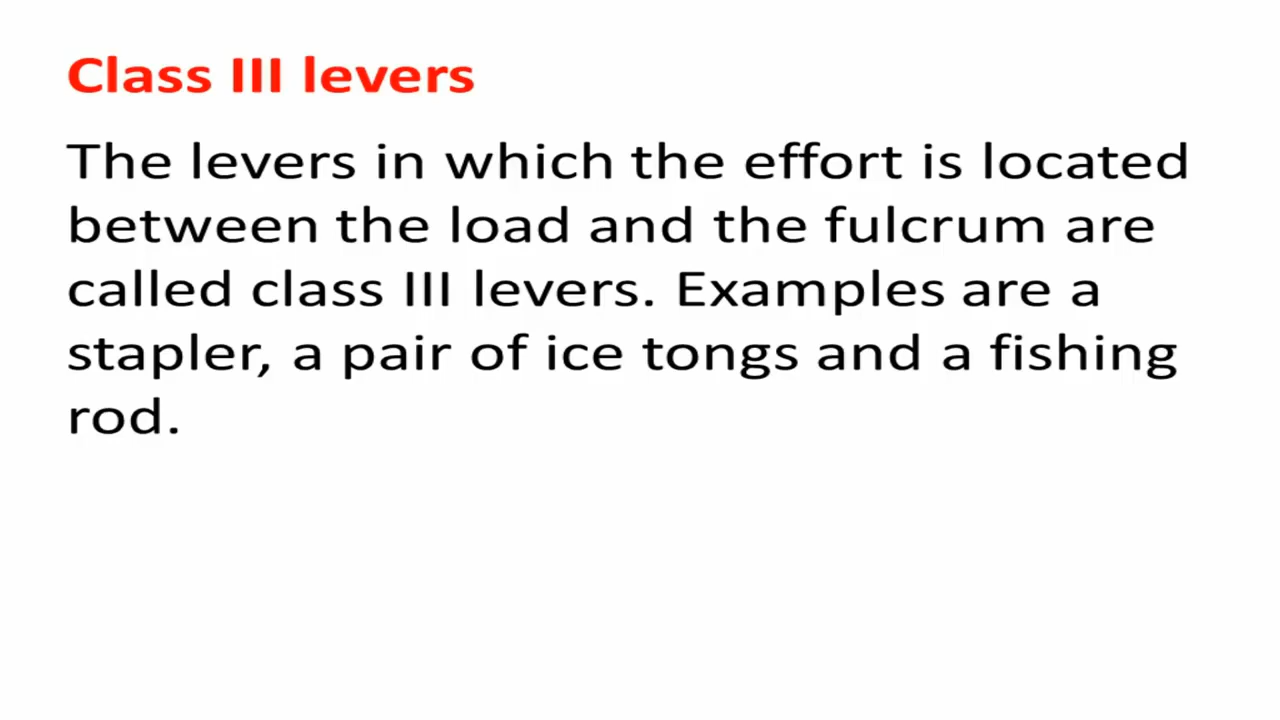 Class III levers
The levers in which the effort is located
between the load and the fulcrum are
called class III levers. Examples are a
stapler, a pair of ice tongs and a fishing
rod.